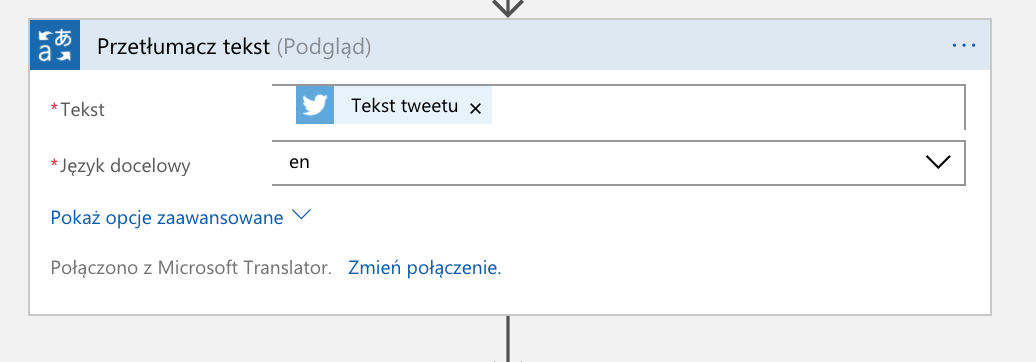 Przetłumacz tekst (Podgląd) ...
*Tekst Tekst tweetu ×
*Język docelowy en
Pokaż opcje zaawansowane
Połączono z Microsoft Translator. Zmień połączenie.